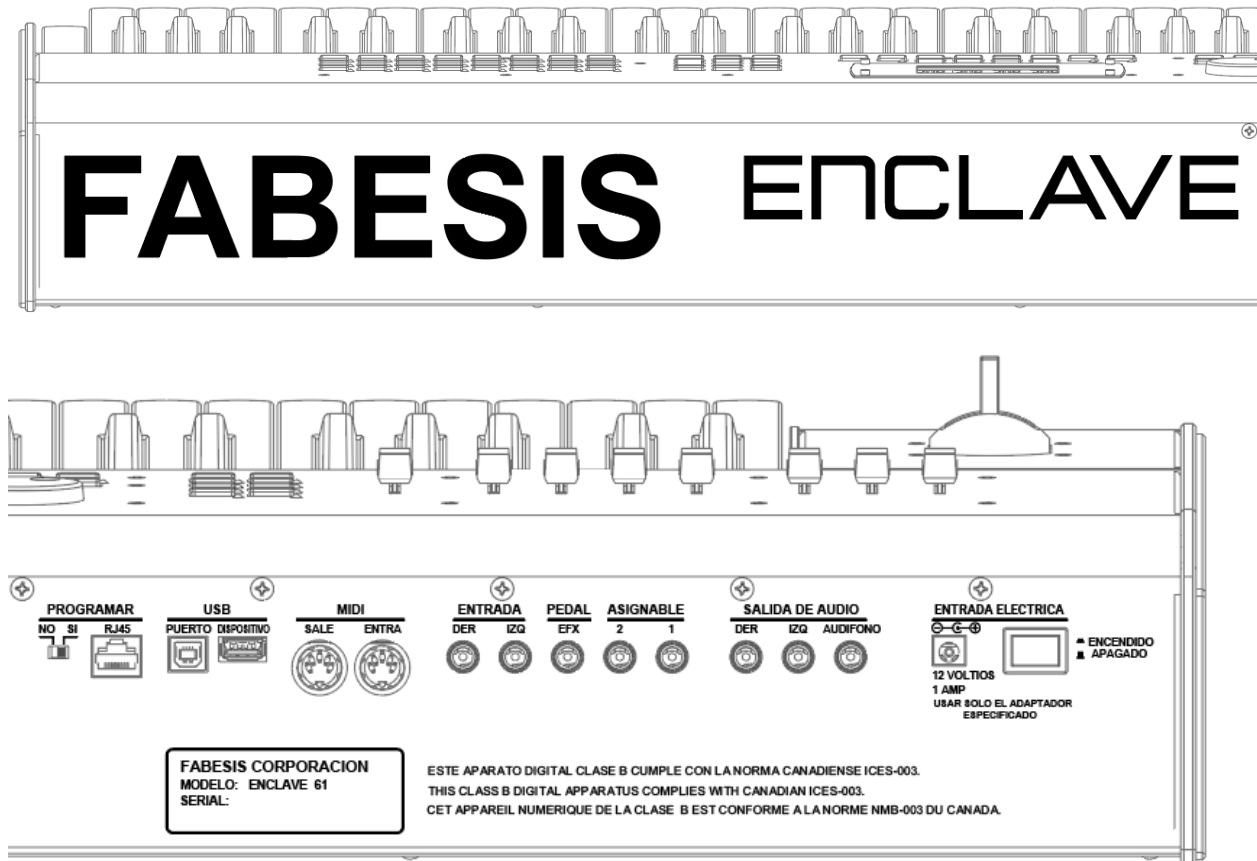 FABESIS ENCLAVE
PROGRAMAR USB MIDI ENTRADA PEDAL ASIGNABLE SALIDA DE AUDIO ENTRADA ELECTRICA
NO SI RJ45 PUERTO DISPOSITIVO SALE ENTRA DER IZQ EFX 2 1 DER IZQ AUDIFONO
ENCENDIDO
APAGADO
12 VOLTIOS
1 AMP
USAR SOLO EL ADAPTADOR
ESPECIFICADO
FABESIS CORPORACION
MODELO: ENCLAVE 61
SERIAL:
ESTE APARATO DIGITAL CLASE B CUMPLE CON LA NORMA CANADIENSE ICES-003.
THIS CLASS B DIGITAL APPARATUS COMPLIES WITH CANADIAN ICES-003.
CET APPAREIL NUMERIQUE DE LA CLASE B EST CONFORME A LA NORME NMB-003 DU CANADA.